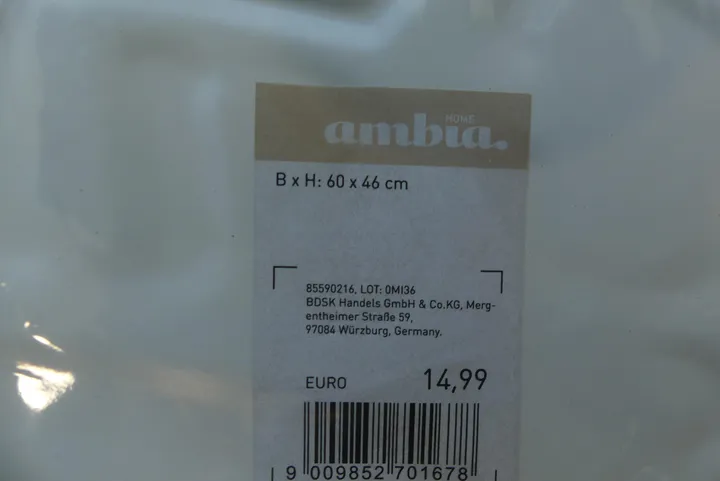 HOME
ambia.
B x H: 60 x 46 cm
85590216, LOT: 0MI36
BDSK Handels GmbH & Co.KG, Merg-
entheimer Straße 59,
97084 Würzburg, Germany.
EURO 14,99
9 009852 701678